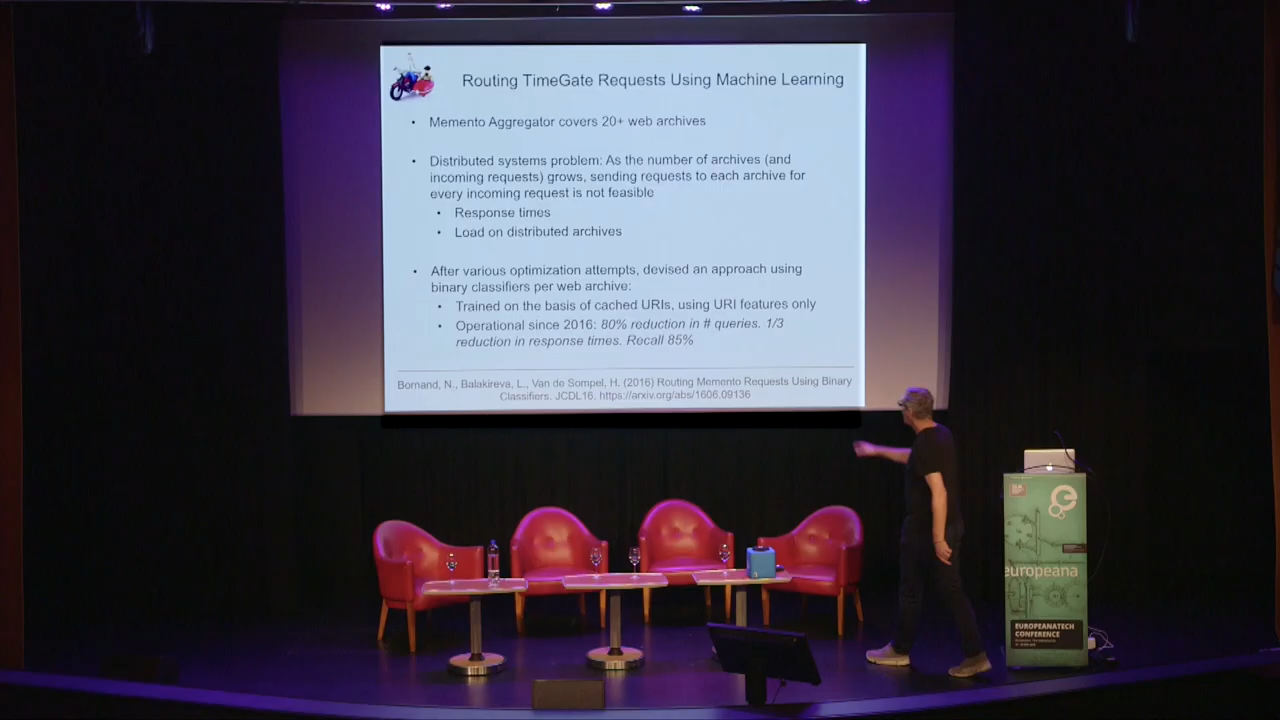 Routing TimeGate Requests Using Machine Learning
• Memento Aggregator covers 20+ web archives
• Distributed systems problem: As the number of archives (and
incoming requests) grows, sending requests to each archive for
every incoming request is not feasible
• Response times
• Load on distributed archives
• After various optimization attempts, devised an approach using
binary classifiers per web archive:
• Trained on the basis of cached URIs, using URI features only
• Operational since 2016: 80% reduction in # queries. 1/3
reduction in response times. Recall 85%
Bornand, N., Balakireva, L., Van de Sompel, H. (2016) Routing Memento Requests Using Binary
Classifiers. JCDL16. https://arxiv.org/abs/1606.09136
europeana
EUROPEANATECH
CONFERENCE